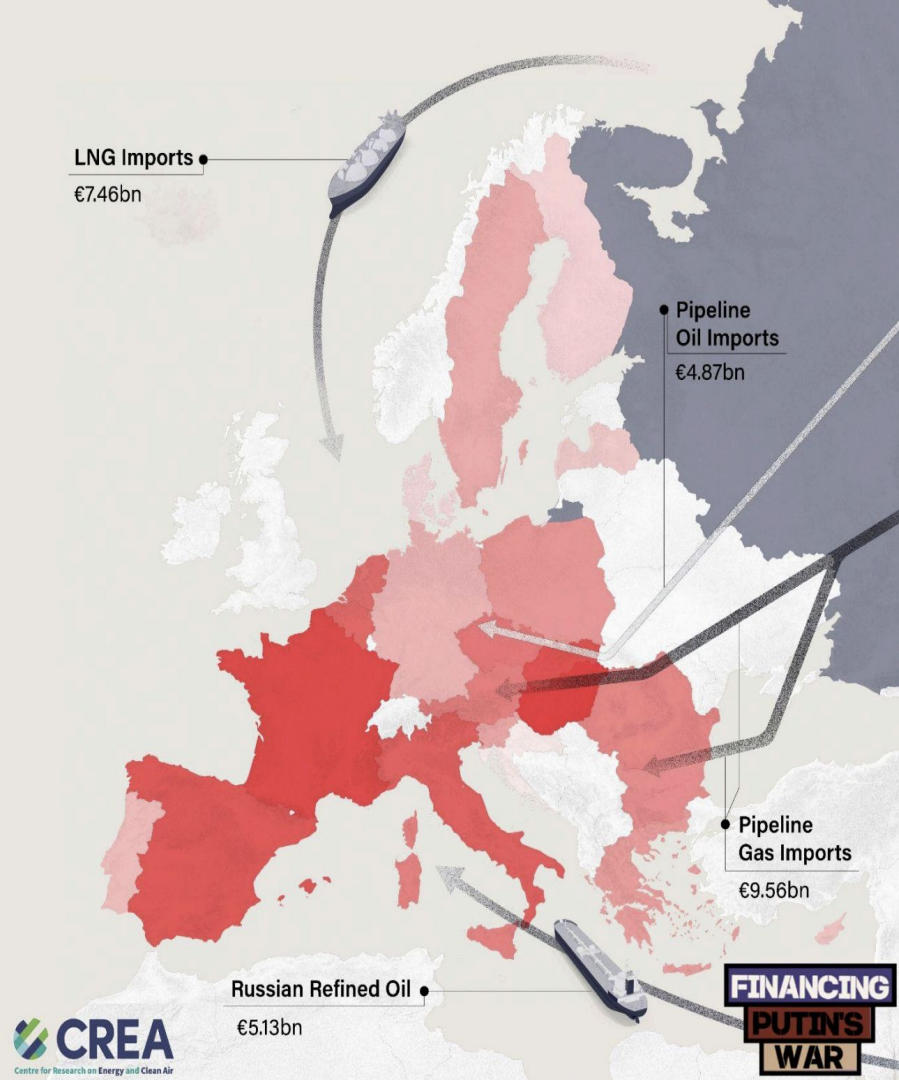 LNG Imports
€7.46bn
Pipeline
Oil Imports
€4.87bn
Pipeline
Gas Imports
€9.56bn
Russian Refined Oil
€5.13bn
CREA
Centre for Research on Energy and Clean Air
FINANCING
PUTIN'S
WAR